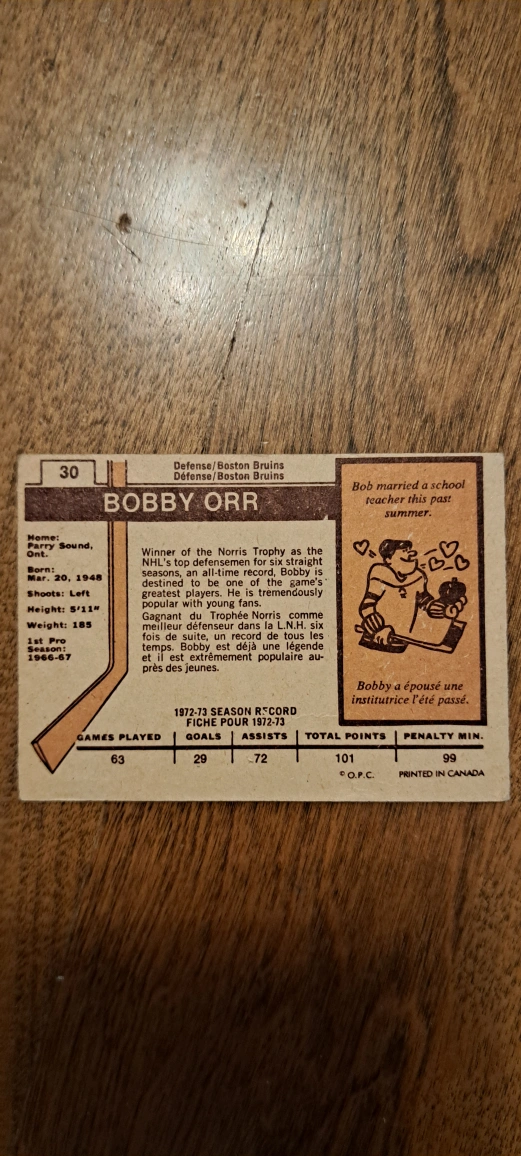 30
Defense/Boston Bruins
Défense/Boston Bruins
BOBBY ORR
Home:
Parry Sound,
Ont.
Born:
Mar. 20, 1948
Shoots: Left
Height: 5'11"
Weight: 185
1st Pro
Season:
1966-67
Winner of the Norris Trophy as the
NHL's top defensemen for six straight
seasons, an all-time record, Bobby is
destined to be one of the game's
greatest players. He is tremendously
popular with young fans.
Gagnant du Trophée Norris comme
meilleur défenseur dans la L.N.H. six
fois de suite, un record de tous les
temps. Bobby est déjà une légende
et il est extrêmement populaire au-
près des jeunes.
Bob married a school
teacher this past
summer.
Bobby a épousé une
institutrice l'été passé.
1972-73 SEASON RECORD
FICHE POUR 1972-73
GAMES PLAYED GOALS ASSISTS TOTAL POINTS PENALTY MIN.
63 29 72 101 99
© O.P.C. PRINTED IN CANADA